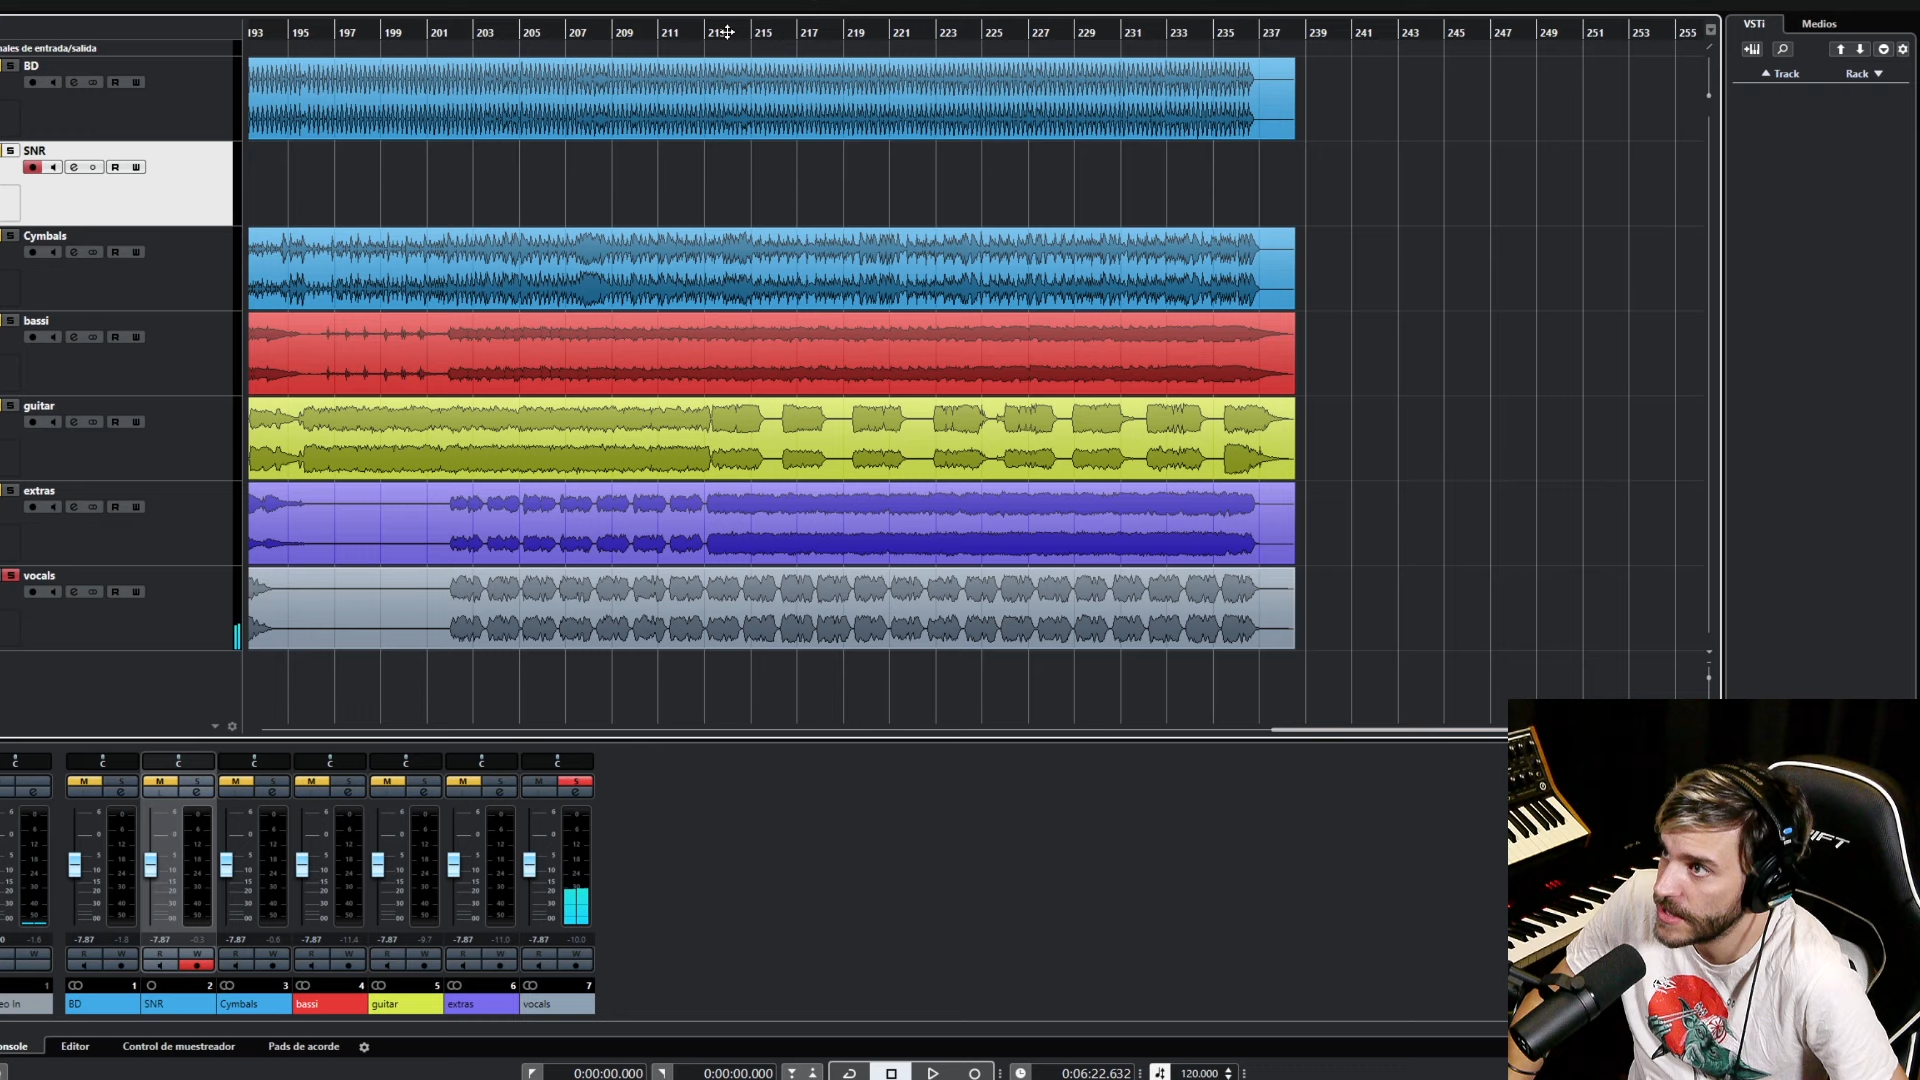 193 195 197 199 201 203 205 207 209 211 213 215 217 219 221 223 225 227 229 231 233 235 237 239 241 243 245 247 249 251 253 255
VSTi Medios
Track Rack
nales de entrada/salida
S BD
R W
S SNR
R W
S Cymbals
R W
S bassi
R W
S guitar
R W
S extras
R W
S vocals
R W
C C C C C C C C
M S M S M S M S M S M S M S
-1.6 -7.87 -1.8 -7.87 -0.3 -7.87 -0.6 -7.87 -11.4 -7.87 -9.7 -7.87 -11.0 -7.87 -10.0
W R W R W R W R W R W R W R W
1 1 2 3 4 5 6 7
eo In BD SNR Cymbals bassi guitar extras vocals
onsole Editor Control de muestreador Pads de acorde
0:00:00.000 0:00:00.000 0:06:22.632 120.000